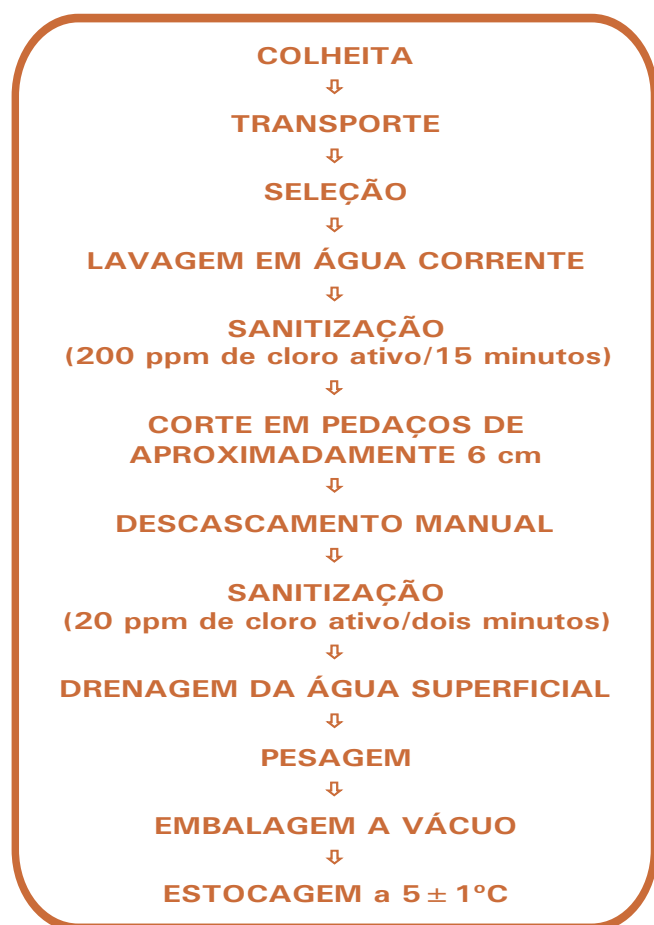 COLHEITA
⇩
TRANSPORTE
⇩
SELEÇÃO
⇩
LAVAGEM EM ÁGUA CORRENTE
⇩
SANITIZAÇÃO
(200 ppm de cloro ativo/15 minutos)
⇩
CORTE EM PEDAÇOS DE
APROXIMADAMENTE 6 cm
⇩
DESCASCAMENTO MANUAL
⇩
SANITIZAÇÃO
(20 ppm de cloro ativo/dois minutos)
⇩
DRENAGEM DA ÁGUA SUPERFICIAL
⇩
PESAGEM
⇩
EMBALAGEM A VÁCUO
⇩
ESTOCAGEM a 5 ± 1ºC